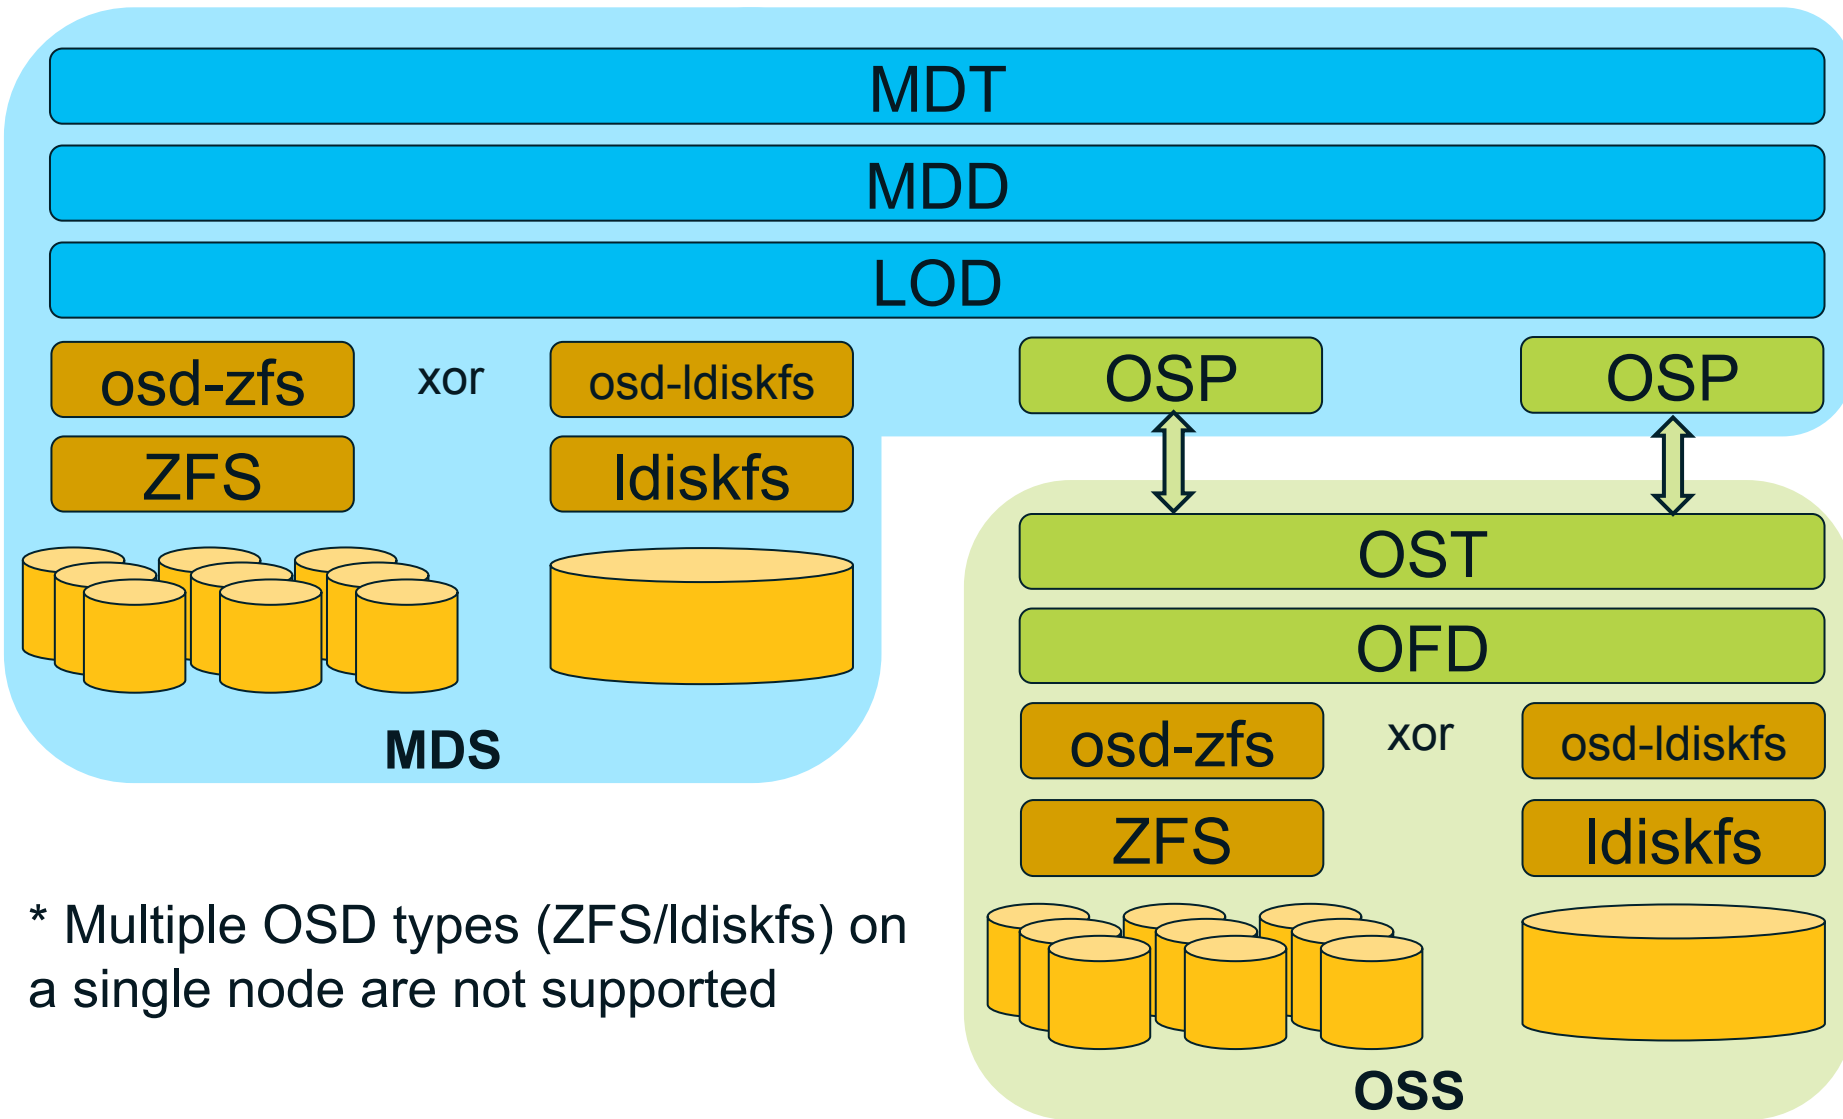 MDT
MDD
LOD
osd-zfs
xor
osd-ldiskfs
OSP
OSP
ZFS
ldiskfs
OST
OFD
MDS
osd-zfs
xor
osd-ldiskfs
ZFS
ldiskfs
* Multiple OSD types (ZFS/ldiskfs) on
a single node are not supported
OSS